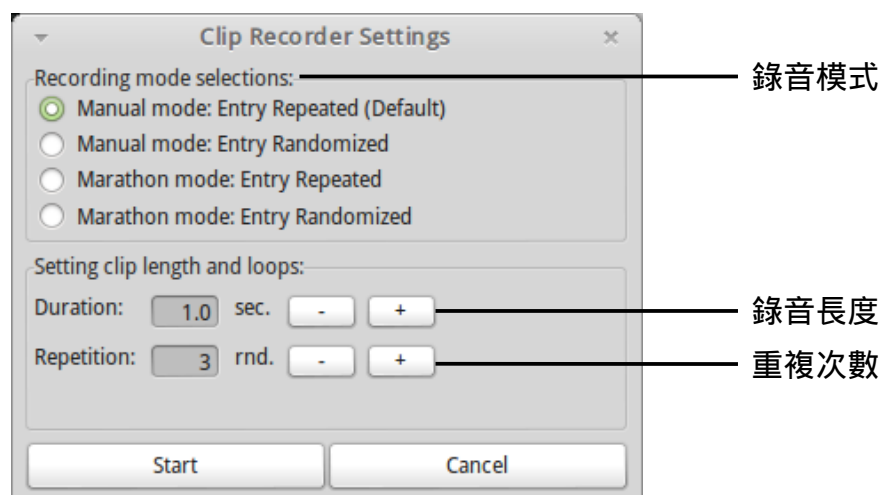 Clip Recorder Settings
Recording mode selections: 錄音模式
Manual mode: Entry Repeated (Default)
Manual mode: Entry Randomized
Marathon mode: Entry Repeated
Marathon mode: Entry Randomized
Setting clip length and loops:
Duration: 1.0 sec. - + 錄音長度
Repetition: 3 rnd. - + 重複次數
Start Cancel